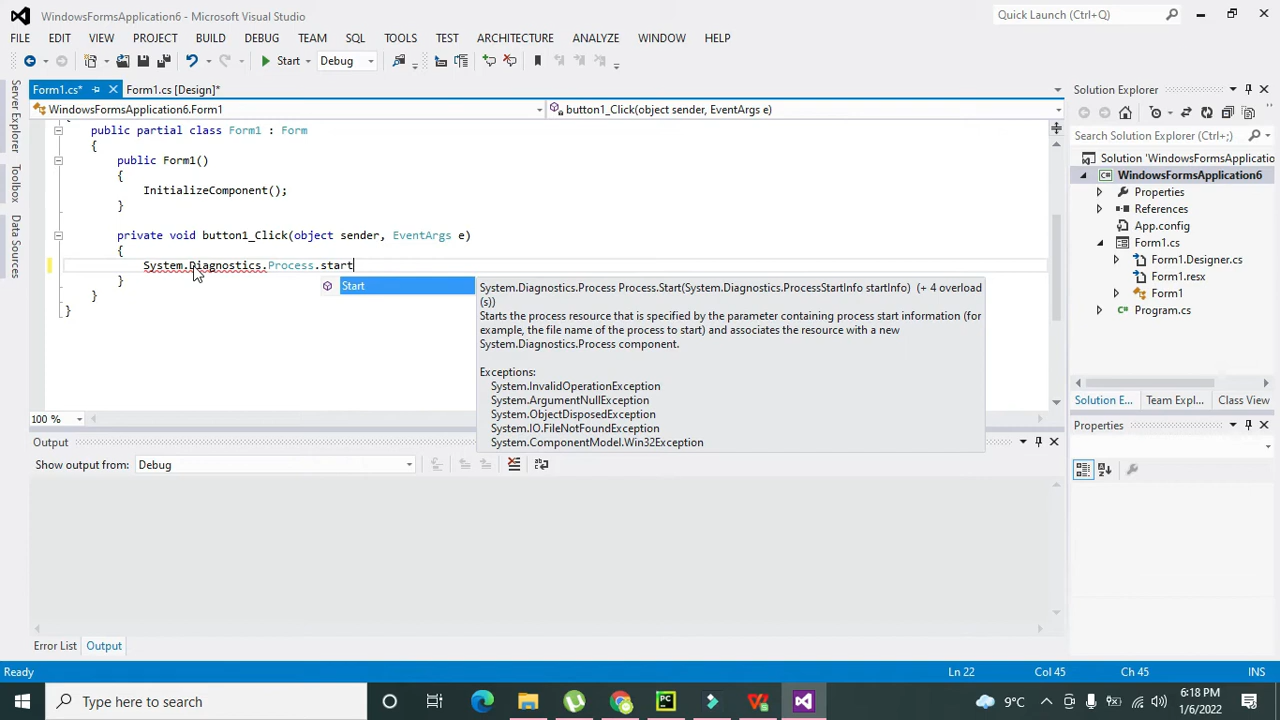 WindowsFormsApplication6 - Microsoft Visual Studio
Quick Launch (Ctrl+Q)
FILE EDIT VIEW PROJECT BUILD DEBUG TEAM SQL TOOLS TEST ARCHITECTURE ANALYZE WINDOW HELP
Start Debug
Server Explorer
Toolbox
Data Sources
Form1.cs* Form1.cs [Design]*
WindowsFormsApplication6.Form1 button1_Click(object sender, EventArgs e)
public partial class Form1 : Form
{
public Form1()
{
InitializeComponent();
}
private void button1_Click(object sender, EventArgs e)
{
System.Diagnostics.Process.start
}
}
}
Start
System.Diagnostics.Process Process.Start(System.Diagnostics.ProcessStartInfo startInfo) (+ 4 overload
(s))
Starts the process resource that is specified by the parameter containing process start information (for
example, the file name of the process to start) and associates the resource with a new
System.Diagnostics.Process component.
Exceptions:
System.InvalidOperationException
System.ArgumentNullException
System.ObjectDisposedException
System.IO.FileNotFoundException
System.ComponentModel.Win32Exception
100 %
Output
Show output from: Debug
Error List Output
Solution Explorer
Search Solution Explorer (Ctrl+;)
Solution 'WindowsFormsApplicatio
WindowsFormsApplication6
Properties
References
App.config
Form1.cs
Form1.Designer.cs
Form1.resx
Form1
Program.cs
Solution E... Team Expl... Class View
Properties
Ready Ln 22 Col 45 Ch 45 INS
Type here to search
PC
9°C
6:18 PM
1/6/2022